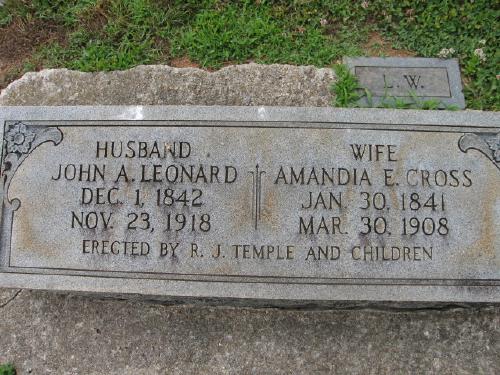 L. W.
HUSBAND
JOHN A. LEONARD
DEC. 1, 1842
NOV. 23, 1918
WIFE
AMANDIA E. CROSS
JAN. 30. 1841
MAR. 30, 1908
ERECTED BY R. J. TEMPLE AND CHILDREN